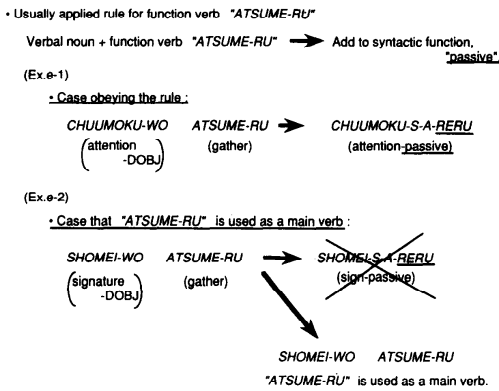 • Usually applied rule for function verb "ATSUME-RU"
Verbal noun + function verb "ATSUME-RU" Add to syntactic function,
"passive"
(Ex.e-1)
• Case obeying the rule :
CHUUMOKU-WO ATSUME-RU CHUUMOKU-S-A-RERU
(attention (gather) (attention-passive)
-DOBJ)
(Ex.e-2)
• Case that "ATSUME-RU" is used as a main verb :
SHOMEI-WO ATSUME-RU SHOMEI-S-A-RERU
(signature (gather) (sign-passive)
-DOBJ)
SHOMEI-WO ATSUME-RU
"ATSUME-RU" is used as a main verb.